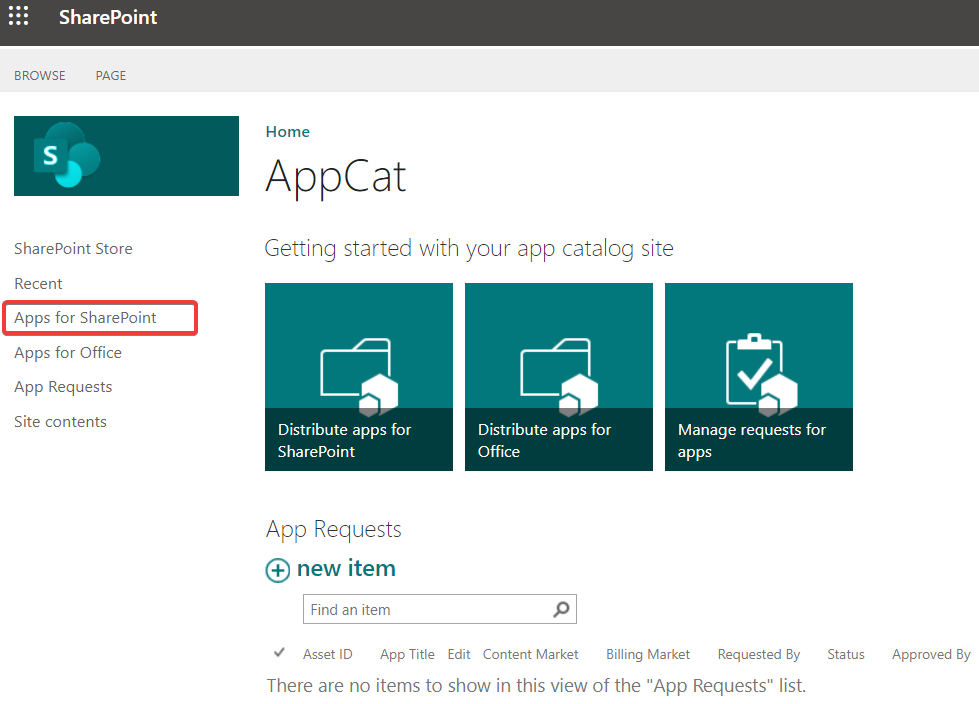 SharePoint
BROWSE PAGE
S
Home
AppCat
SharePoint Store
Recent
Apps for SharePoint
Apps for Office
App Requests
Site contents
Getting started with your app catalog site
Distribute apps for
SharePoint
Distribute apps for
Office
Manage requests for
apps
App Requests
new item
Find an item
Asset ID App Title Edit Content Market Billing Market Requested By Status Approved By
There are no items to show in this view of the "App Requests" list.